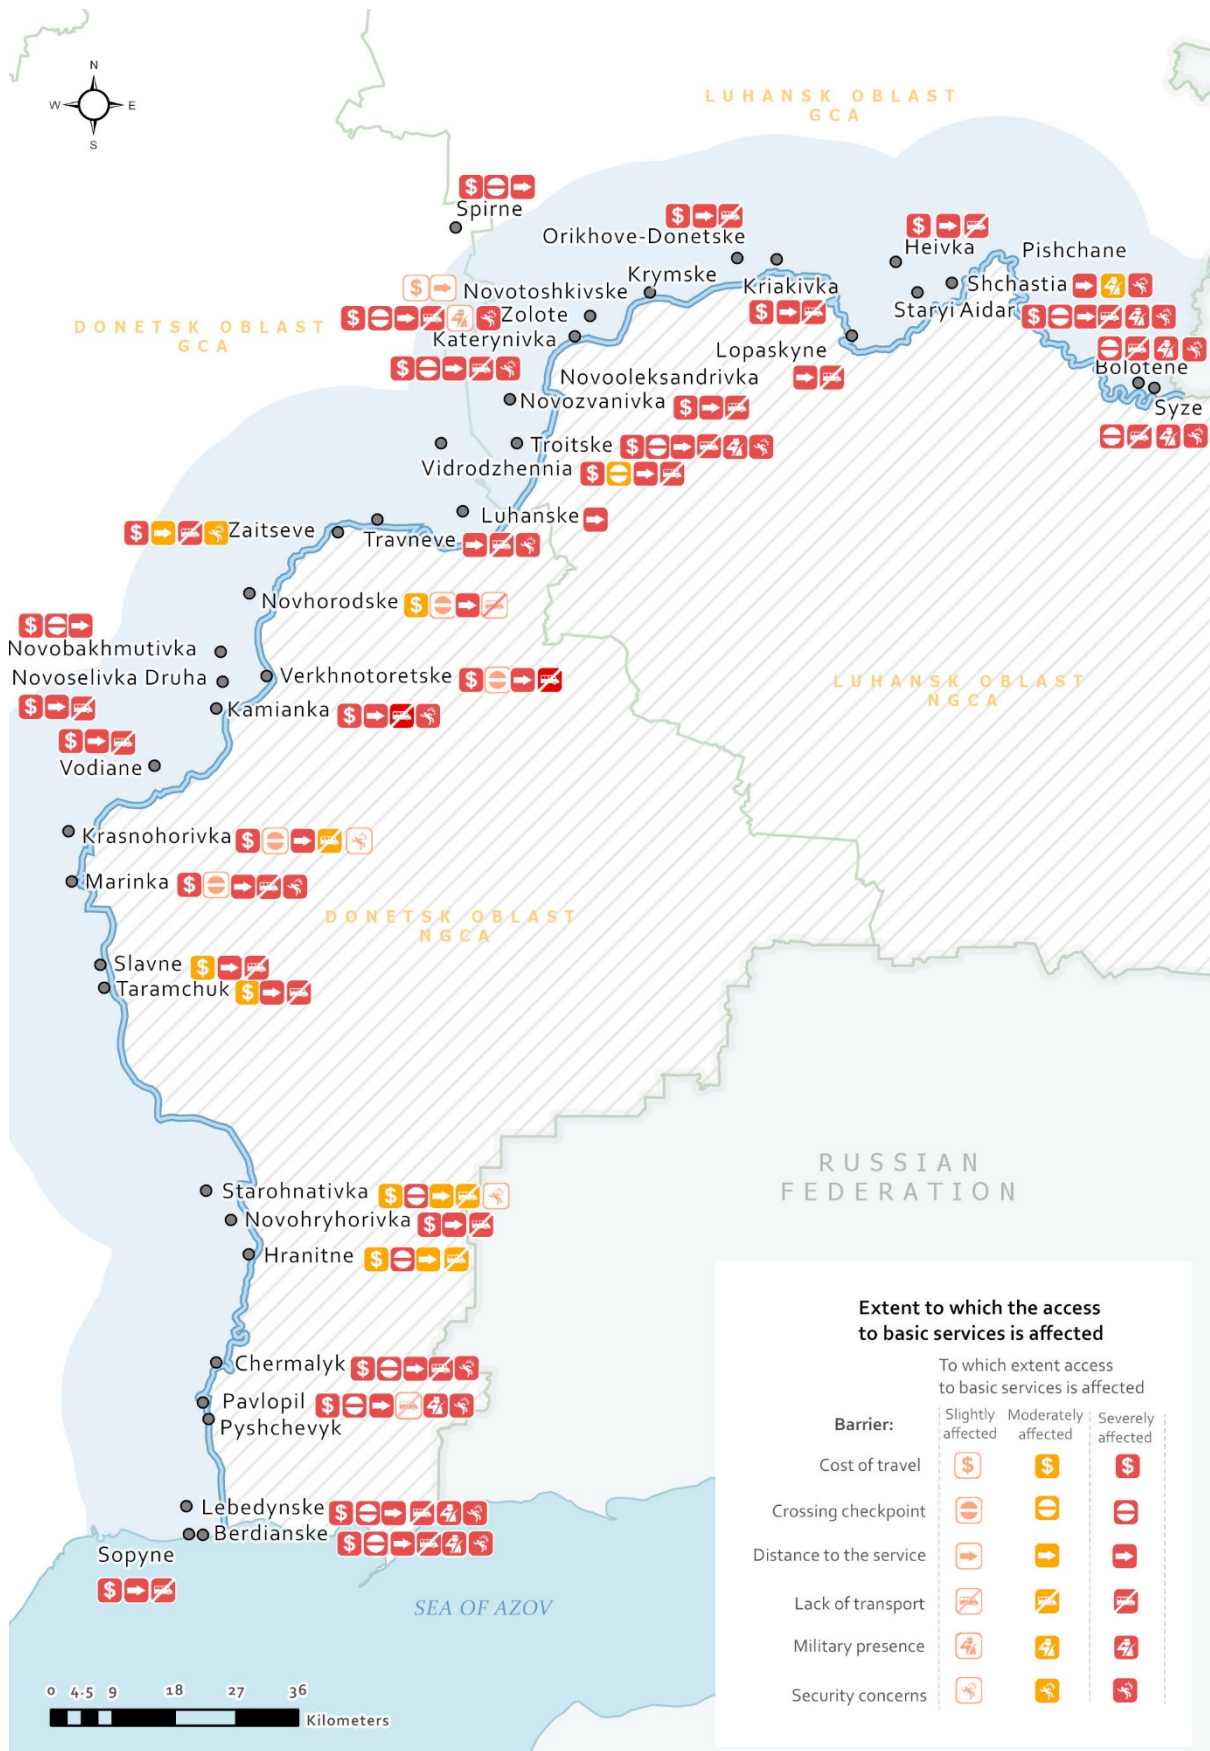 N
W
E
S
LUHANSK OBLAST
GCA
Spirne
Orikhove-Donetske
Heivka
Pishchane
Krymske
Novotoshkivske
Kriakivka
Shchastia
DONETSK OBLAST
GCA
Zolote
Staryi Aidar
Katerynivka
Lopaskyne
Bolotene
Novooleksandrivka
Novozvanivka
Syze
Troitske
Vidrodzhennia
Luhanske
Zaitseve
Travneve
Novhorodske
Novobakhmutivka
Novoselivka Druha
Verkhnotoretske
LUHANSK OBLAST
NGCA
Kamianka
Vodiane
Krasnohorivka
Marinka
DONETSK OBLAST
NGCA
Slavne
Taramchuk
RUSSIAN
FEDERATION
Starohnativka
Novohryhorivka
Hranitne
Chermalyk
Pavlopil
Pyshchevyk
Lebedynske
Berdianske
Sopyne
SEA OF AZOV
0 4.5 9 18 27 36
Kilometers
Extent to which the access
to basic services is affected
To which extent access
to basic services is affected
Barrier:
Slightly
affected
Moderately
affected
Severely
affected
Cost of travel
Crossing checkpoint
Distance to the service
Lack of transport
Military presence
Security concerns